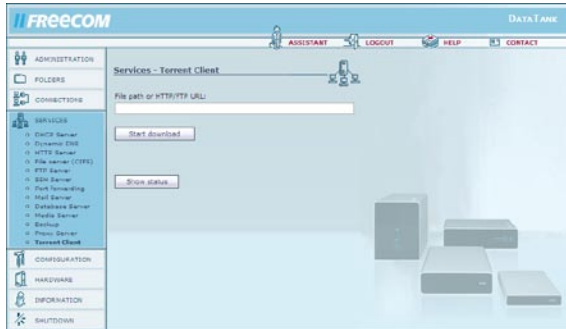 FREECOM
DATATANK
ASSISTANT
LOGOUT
HELP
CONTACT
ADMINISTRATION
FOLDERS
CONNECTIONS
SERVICES
DHCP Server
Dynamic DNS
HTTP Server
File server (CIFS)
FTP Server
SSH Server
Port forwarding
Mail Server
Database Server
Media Server
Backup
Proxy Server
Torrent Client
CONFIGURATION
HARDWARE
INFORMATION
SHUTDOWN
Services - Torrent Client
File path or HTTP/FTP URL:
Start download
Show status